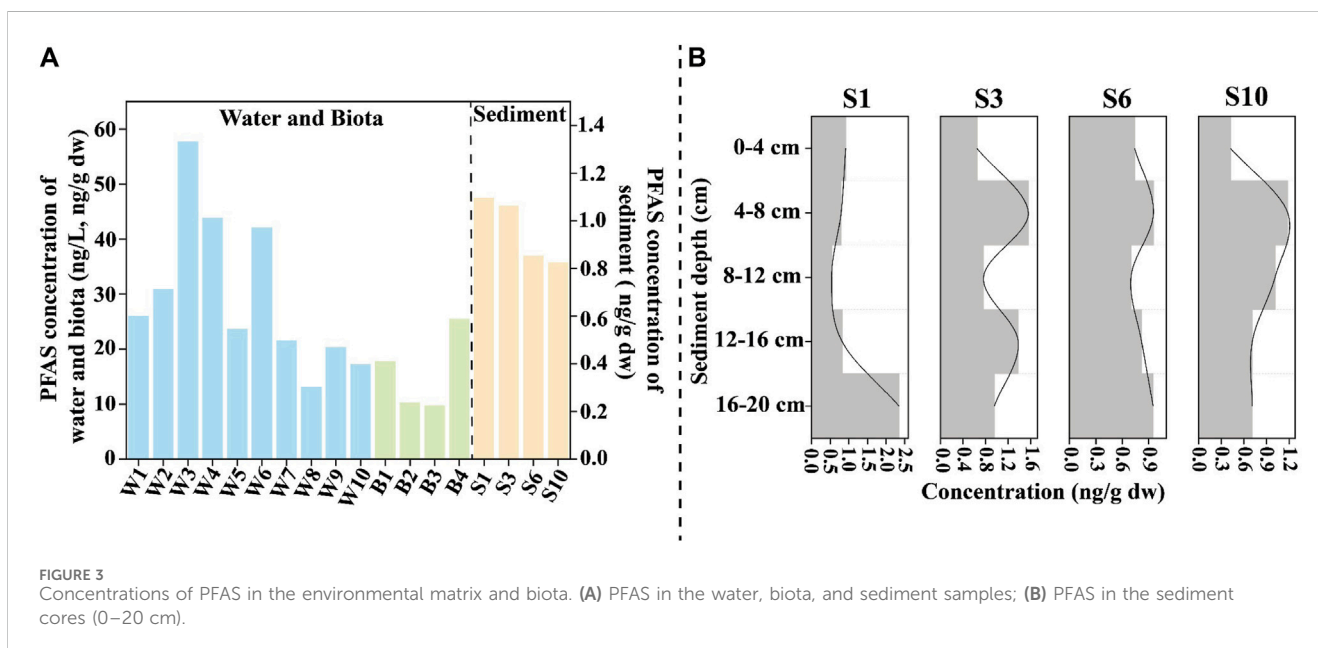 A
PFAS concentration of
water and biota (ng/L, ng/g dw)
60
50
40
30
20
10
0
Water and Biota
Sediment
1.4
1.2
1.0
0.8
0.6
0.4
0.2
0.0
PFAS concentration of
sediment ( ng/g dw)
W1 W2 W3 W4 W5 W6 W7 W8 W9 W10 B1 B2 B3 B4 S1 S3 S6 S10
B
S1 S3 S6 S10
Sediment depth (cm)
0-4 cm
4-8 cm
8-12 cm
12-16 cm
16-20 cm
0.0 0.5 1.0 1.5 2.0 2.5 0.0 0.4 0.8 1.2 1.6 0.0 0.3 0.6 0.9 0.0 0.3 0.6 0.9 1.2
Concentration (ng/g dw)
FIGURE 3
Concentrations of PFAS in the environmental matrix and biota. (A) PFAS in the water, biota, and sediment samples; (B) PFAS in the sediment
cores (0–20 cm).